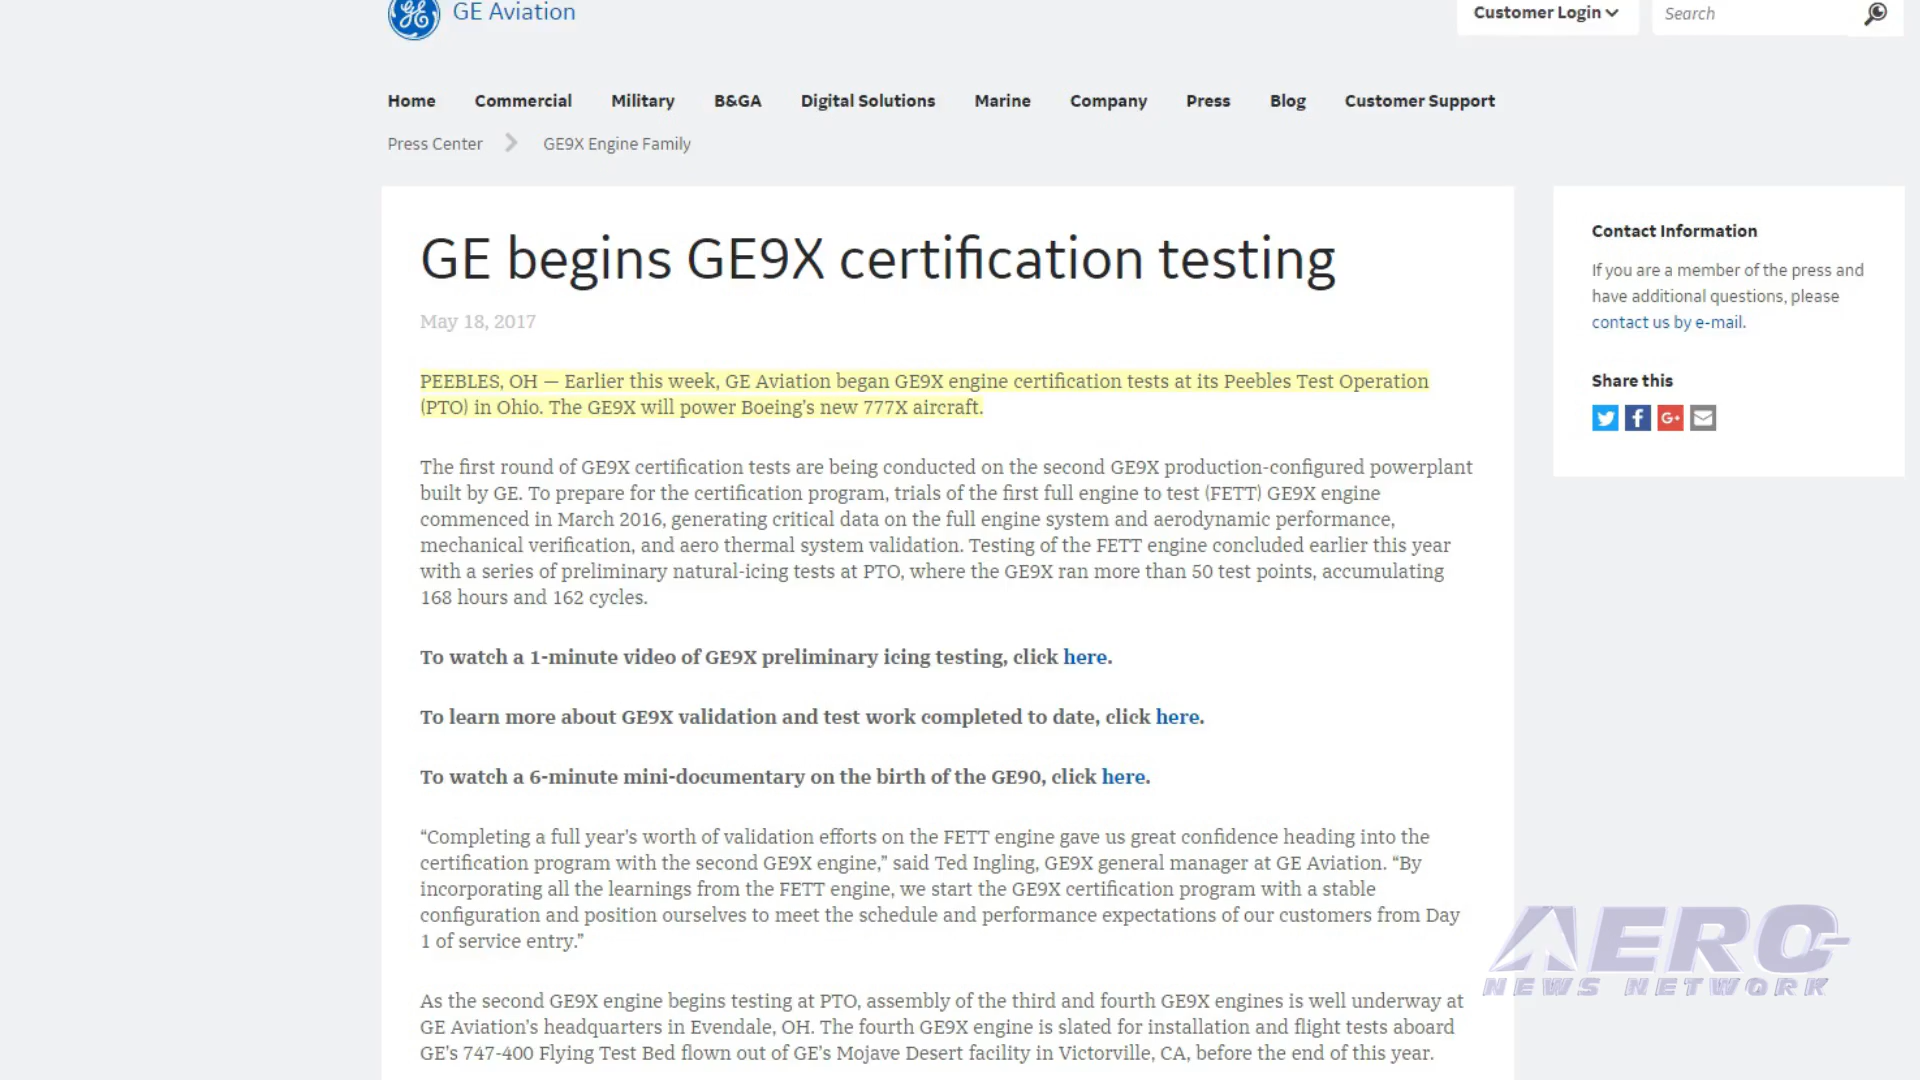 GE Aviation
Customer Login
Search
Home Commercial Military B&GA Digital Solutions Marine Company Press Blog Customer Support
Press Center GE9X Engine Family
GE begins GE9X certification testing
May 18, 2017
PEEBLES, OH — Earlier this week, GE Aviation began GE9X engine certification tests at its Peebles Test Operation
(PTO) in Ohio. The GE9X will power Boeing's new 777X aircraft.
The first round of GE9X certification tests are being conducted on the second GE9X production-configured powerplant
built by GE. To prepare for the certification program, trials of the first full engine to test (FETT) GE9X engine
commenced in March 2016, generating critical data on the full engine system and aerodynamic performance,
mechanical verification, and aero thermal system validation. Testing of the FETT engine concluded earlier this year
with a series of preliminary natural-icing tests at PTO, where the GE9X ran more than 50 test points, accumulating
168 hours and 162 cycles.
To watch a 1-minute video of GE9X preliminary icing testing, click here.
To learn more about GE9X validation and test work completed to date, click here.
To watch a 6-minute mini-documentary on the birth of the GE90, click here.
“Completing a full year's worth of validation efforts on the FETT engine gave us great confidence heading into the
certification program with the second GE9X engine,” said Ted Ingling, GE9X general manager at GE Aviation. “By
incorporating all the learnings from the FETT engine, we start the GE9X certification program with a stable
configuration and position ourselves to meet the schedule and performance expectations of our customers from Day
1 of service entry.”
As the second GE9X engine begins testing at PTO, assembly of the third and fourth GE9X engines is well underway at
GE Aviation's headquarters in Evendale, OH. The fourth GE9X engine is slated for installation and flight tests aboard
GE's 747-400 Flying Test Bed flown out of GE's Mojave Desert facility in Victorville, CA, before the end of this year.
Contact Information
If you are a member of the press and
have additional questions, please
contact us by e-mail.
Share this
AERO-
NEWS NETWORK